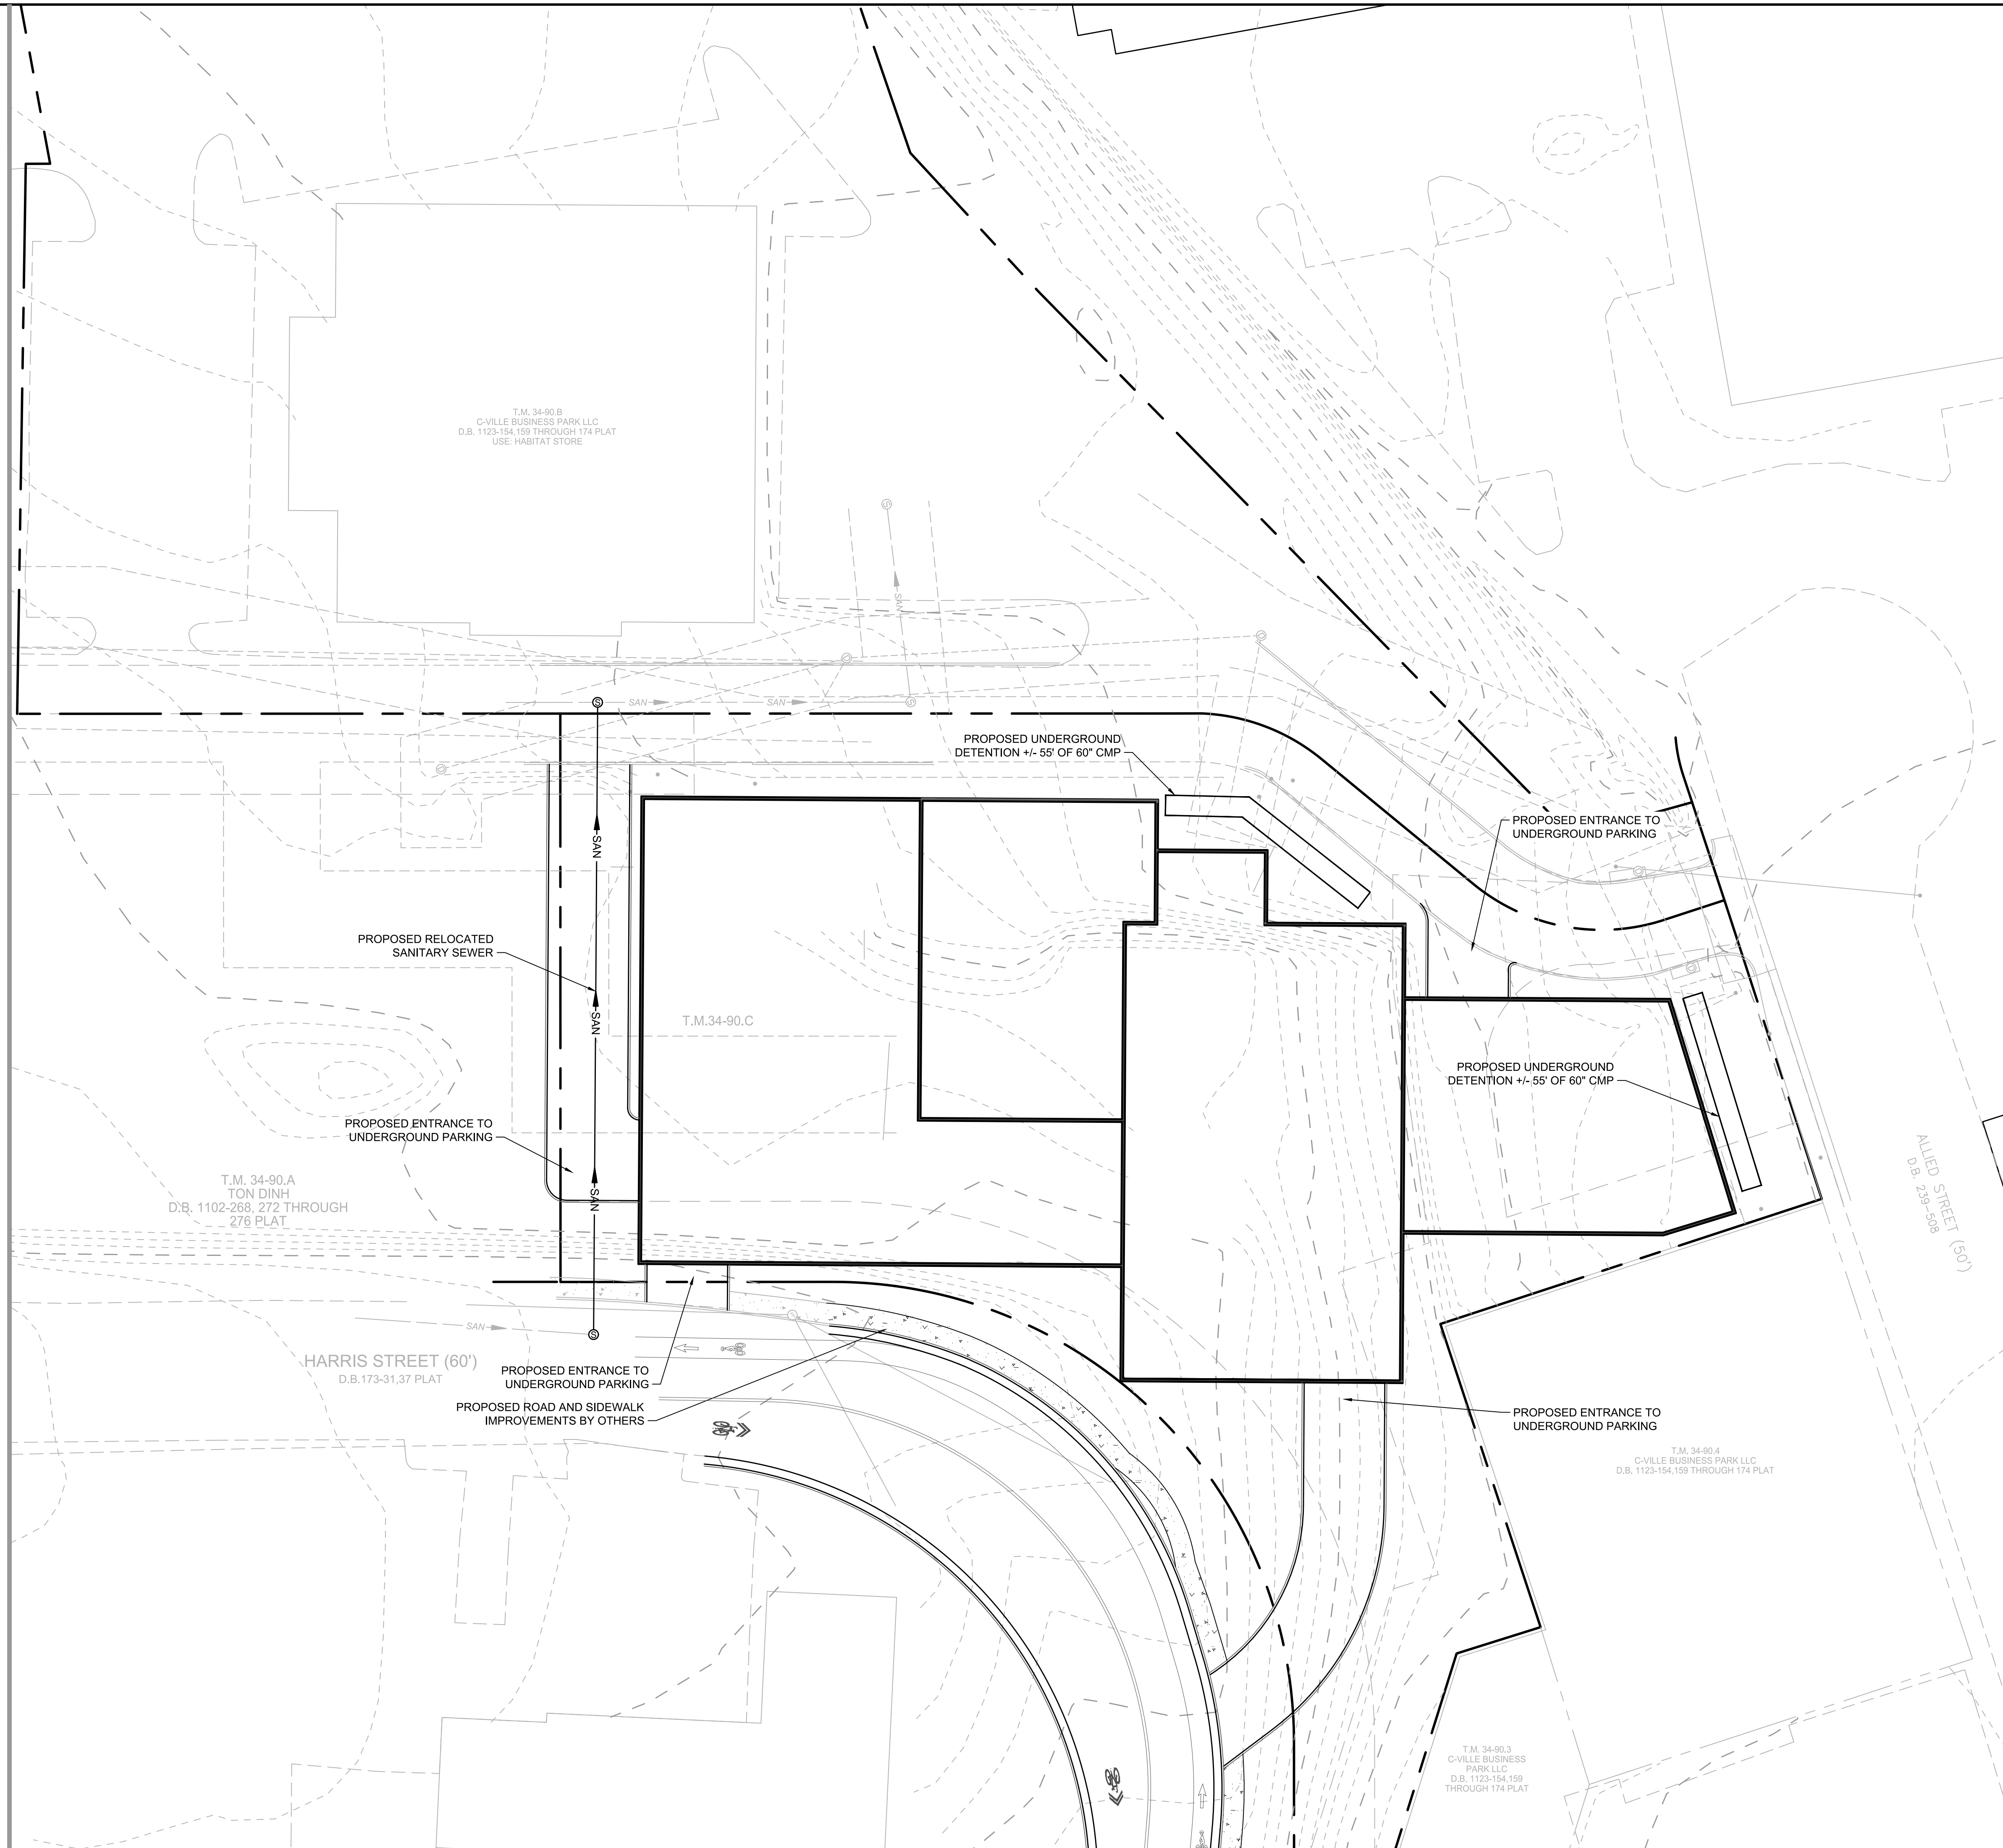 T.M. 34-90.B
C-VILLE BUSINESS PARK LLC
D.B. 1123-154,159 THROUGH 174 PLAT
USE: HABITAT STORE
SAN
SAN
SAN
PROPOSED UNDERGROUND
DETENTION +/- 55' OF 60" CMP
PROPOSED ENTRANCE TO
UNDERGROUND PARKING
SAN
PROPOSED RELOCATED
SANITARY SEWER
SAN
T.M.34-90.C
PROPOSED UNDERGROUND
DETENTION +/- 55' OF 60" CMP
PROPOSED ENTRANCE TO
UNDERGROUND PARKING
SAN
T.M. 34-90.A
TON DINH
D.B. 1102-268, 272 THROUGH
276 PLAT
ALLIED STREET (50')
D.B. 239-508
SAN
HARRIS STREET (60')
D.B.173-31,37 PLAT
PROPOSED ENTRANCE TO
UNDERGROUND PARKING
PROPOSED ROAD AND SIDEWALK
IMPROVEMENTS BY OTHERS
PROPOSED ENTRANCE TO
UNDERGROUND PARKING
T.M. 34-90.4
C-VILLE BUSINESS PARK LLC
D.B. 1123-154,159 THROUGH 174 PLAT
T.M. 34-90.3
C-VILLE BUSINESS
PARK LLC
D.B. 1123-154,159
THROUGH 174 PLAT